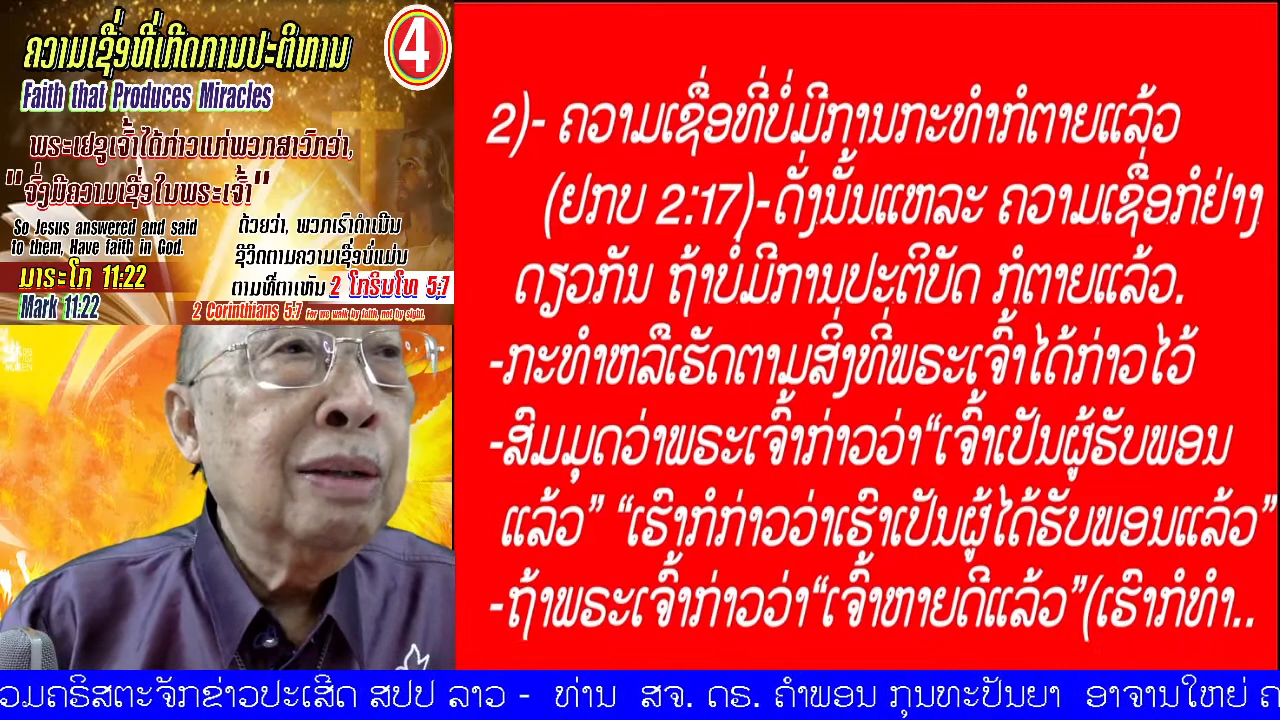 ຄວາມເຊື່ອທີ່ເກີດການປະຕິຫານ
4
Faith that Produces Miracles
ພຣະເຢຊູເຈົ້າໄດ້ກ່າວແກ່ພວກສາວົກວ່າ,
"ຈົ່ງມີຄວາມເຊື່ອໃນພຣະເຈົ້າ"
So Jesus answered and said
to them, Have faith in God.
ມາຣະໂກ 11:22
Mark 11:22
ດ້ວຍວ່າ, ພວກເຮົາດຳເນີນ
ຊີວິດຕາມຄວາມເຊື່ອບໍ່ແມ່ນ
ຕາມທີ່ຕາເຫັນ 2 ໂກຣິນໂທ 5:7
2 Corinthians 5:7 For we walk by faith, not by sight.
2)- ຄວາມເຊື່ອທີ່ບໍ່ມີການກະທຳກໍຕາຍແລ້ວ
(ຢກບ 2:17)-ດັ່ງນັ້ນແຫລະ ຄວາມເຊື່ອກໍຢ່າງ
ດຽວກັນ ຖ້າບໍ່ມີການປະຕິບັດ ກໍຕາຍແລ້ວ.
-ກະທຳຫລືເຮັດຕາມສິ່ງທີ່ພຣະເຈົ້າໄດ້ກ່າວໄວ້
-ສົມມຸດວ່າພຣະເຈົ້າກ່າວວ່າ“ເຈົ້າເປັນຜູ້ຮັບພອນ
ແລ້ວ” “ເຮົາກໍກ່າວວ່າເຮົາເປັນຜູ້ໄດ້ຮັບພອນແລ້ວ”
-ຖ້າພຣະເຈົ້າກ່າວວ່າ“ເຈົ້າຫາຍດີແລ້ວ”(ເຮົາກໍທຳ..
ວມຄຣິສຕະຈັກຂ່າວປະເສີດ ສປປ ລາວ - ທ່ານ ສຈ. ດຣ. ຄຳພອນ ກຸນທະປັນຍາ ອາຈານໃຫຍ່ ຄ